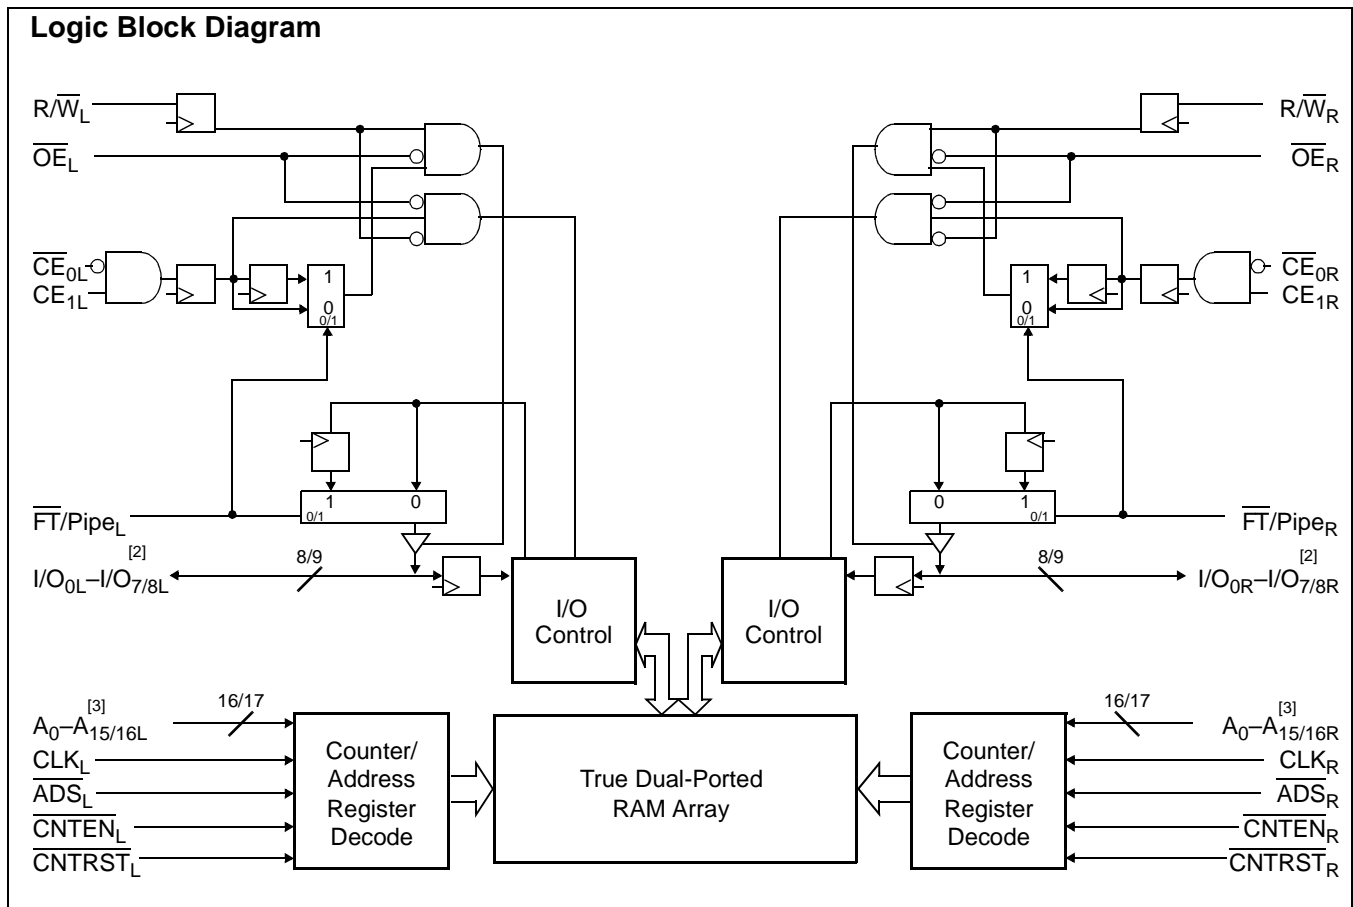 Logic Block Diagram
R/W̅L
R/W̅R
O̅E̅L
O̅E̅R
C̅E̅0L
CE1L
1
0
0/1
1
0
0/1
C̅E̅0R
CE1R
F̅T̅/PipeL
1
0
0/1
0
1
0/1
F̅T̅/PipeR
I/O0L–I/O7/8L [2]
8/9
8/9
I/O0R–I/O7/8R [2]
I/O
Control
I/O
Control
A0–A15/16L [3]
16/17
16/17
A0–A15/16R [3]
CLKL
A̅D̅S̅L
C̅N̅T̅E̅N̅L
C̅N̅T̅R̅S̅T̅L
Counter/
Address
Register
Decode
True Dual-Ported
RAM Array
Counter/
Address
Register
Decode
CLKR
A̅D̅S̅R
C̅N̅T̅E̅N̅R
C̅N̅T̅R̅S̅T̅R